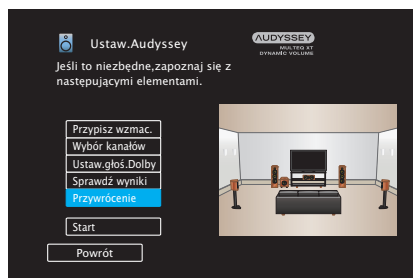 Ustaw.Audyssey
AUDYSSEY
MULTEQ XT
DYNAMIC VOLUME
Jeśli to niezbędne,zapoznaj się z
następującymi elementami.
Przypisz wzmac.
Wybór kanałów
Ustaw.głoś.Dolby
Sprawdź wyniki
Przywrócenie
Start
Powrót